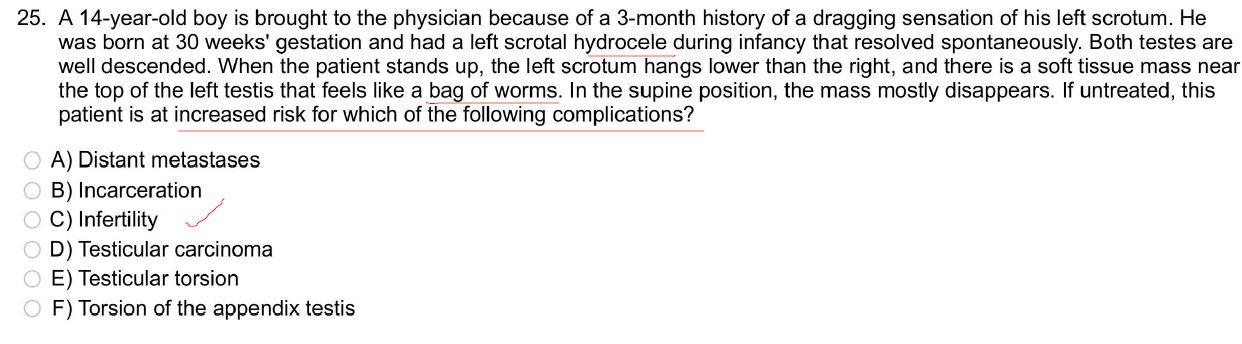 25. A 14-year-old boy is brought to the physician because of a 3-month history of a dragging sensation of his left scrotum. He
was born at 30 weeks' gestation and had a left scrotal hydrocele during infancy that resolved spontaneously. Both testes are
well descended. When the patient stands up, the left scrotum hangs lower than the right, and there is a soft tissue mass near
the top of the left testis that feels like a bag of worms. In the supine position, the mass mostly disappears. If untreated, this
patient is at increased risk for which of the following complications?
A) Distant metastases
B) Incarceration
C) Infertility
D) Testicular carcinoma
E) Testicular torsion
F) Torsion of the appendix testis